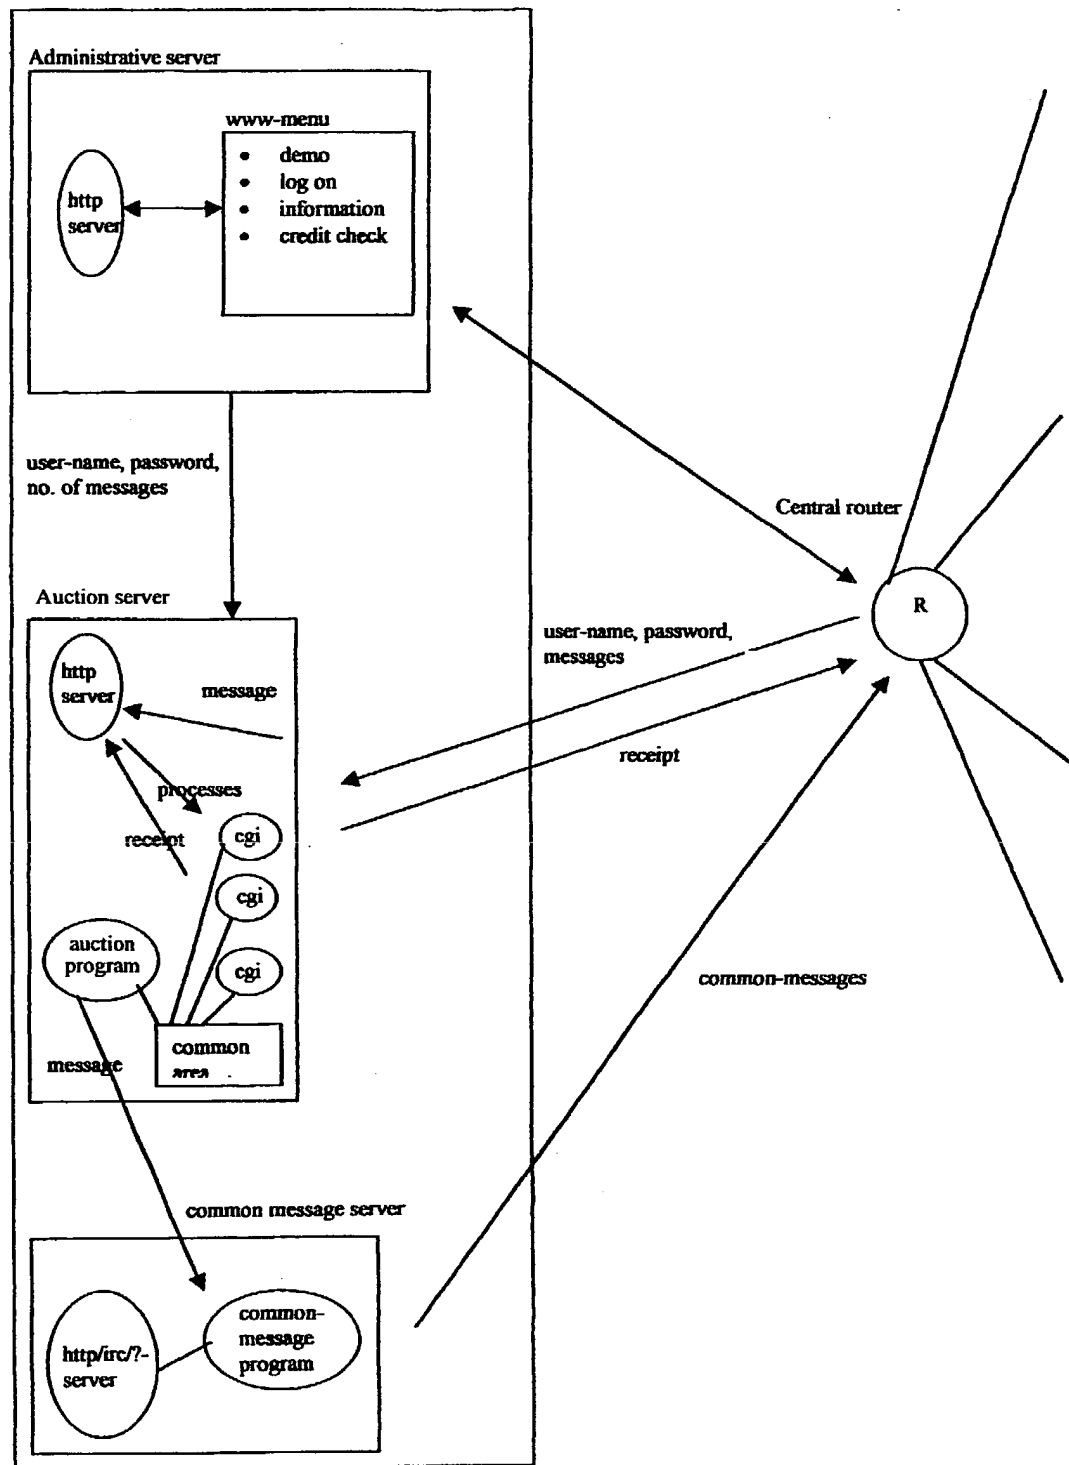 Administrative server
www-menu
• demo
• log on
• information
• credit check
http
server
user-name, password,
no. of messages
Central router
R
Auction server
http
server
message
user-name, password,
messages
receipt
processes
receipt
cgi
cgi
cgi
auction
program
common
area
message
common-messages
common message server
common-
message
program
http/irc/?-
server